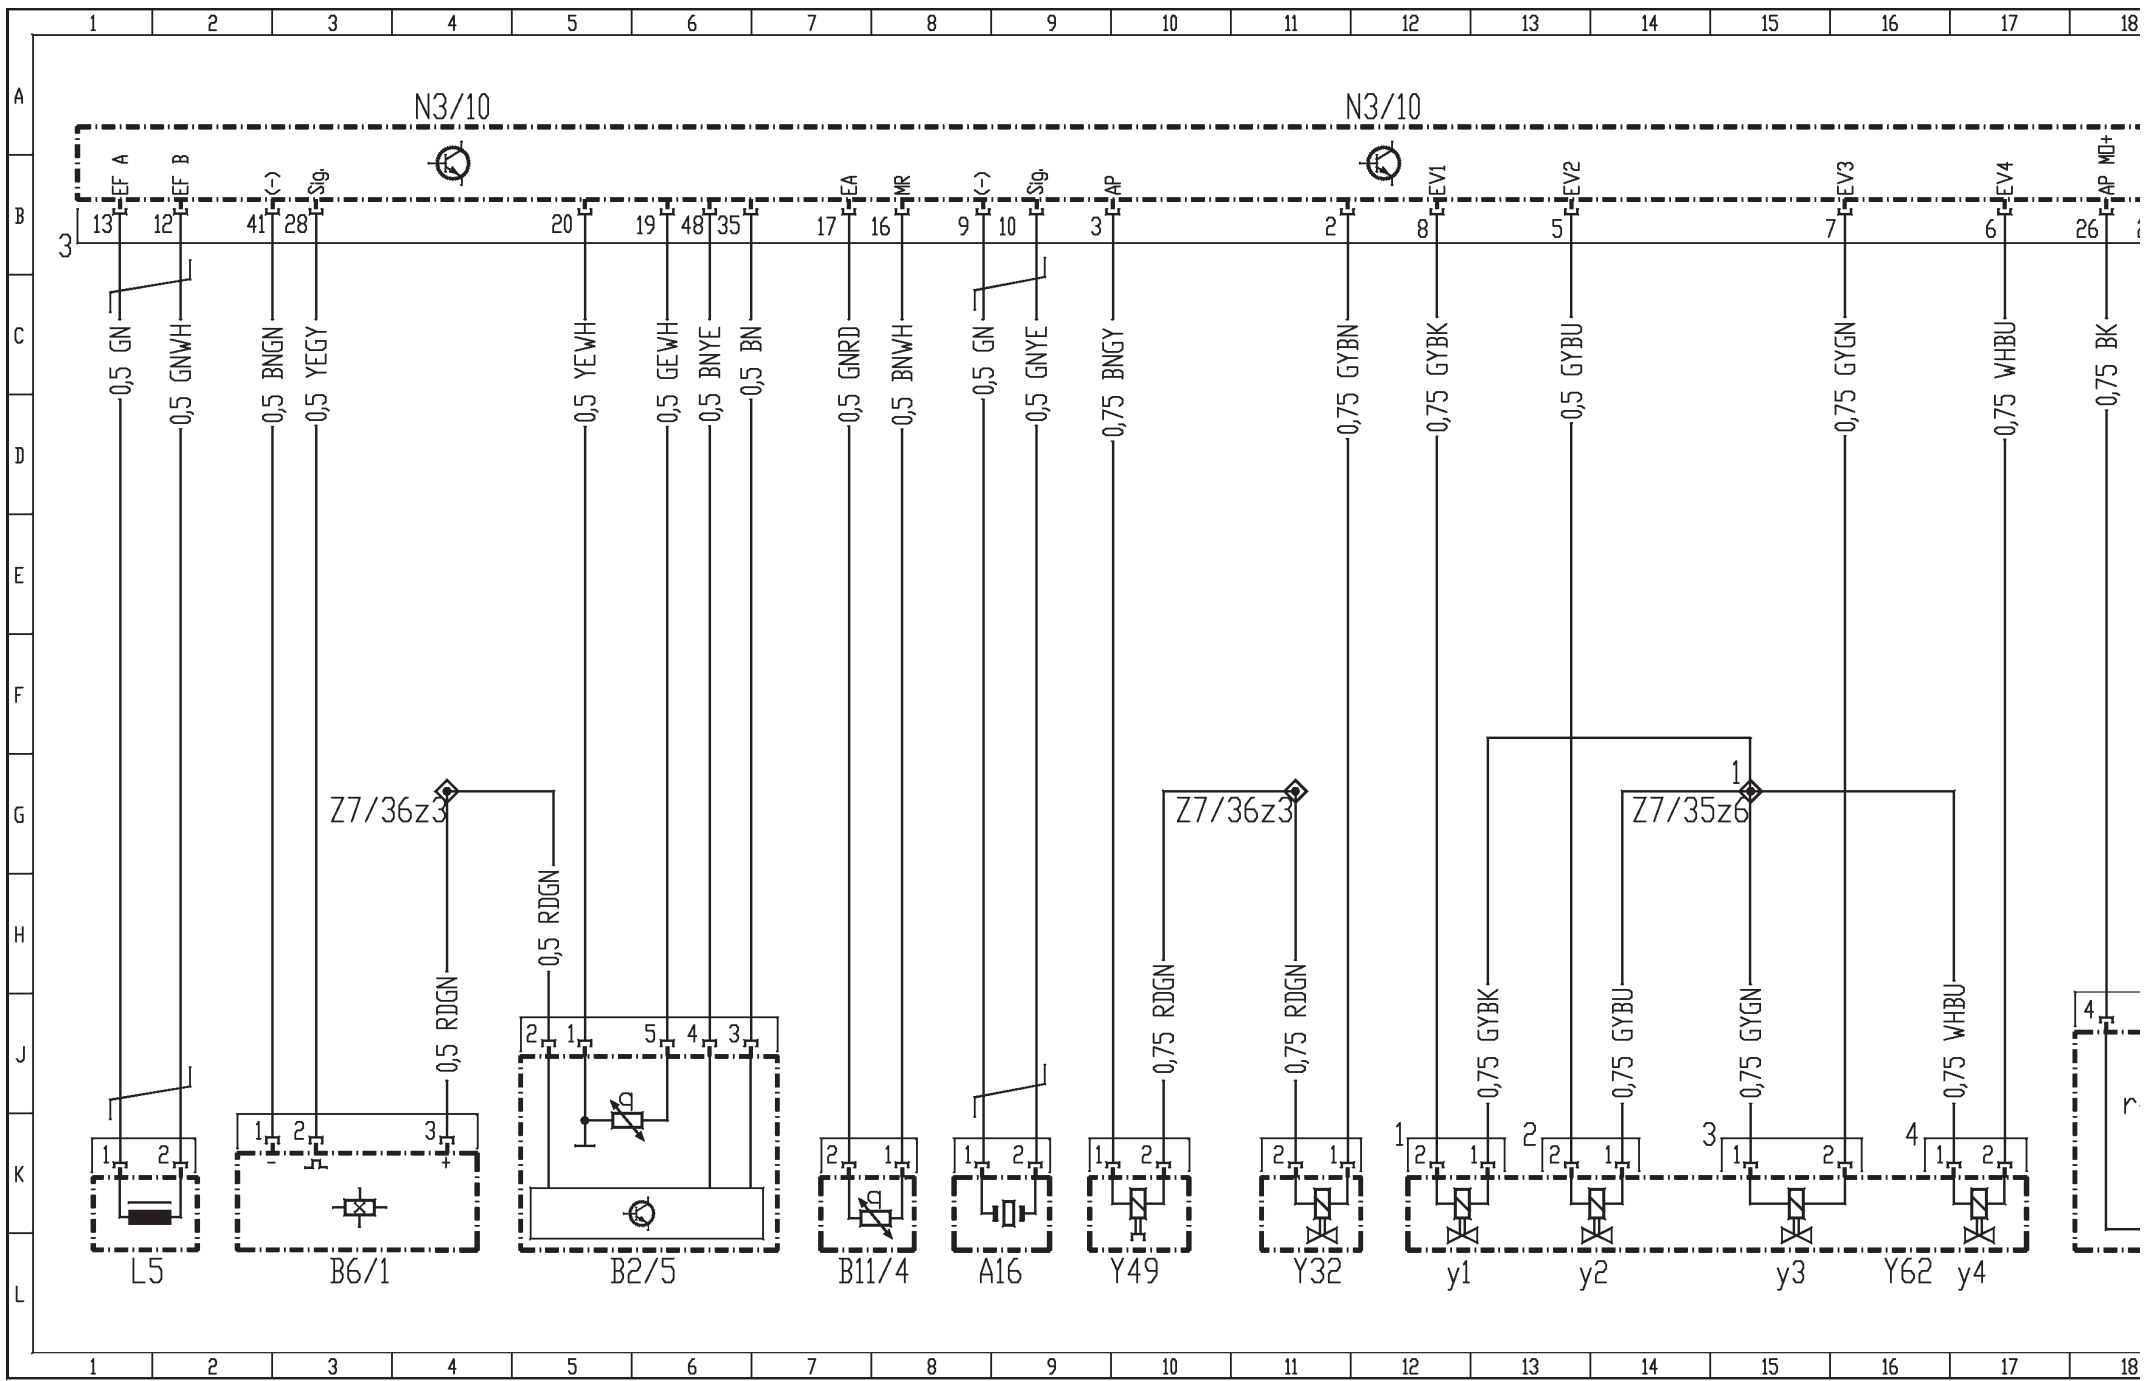 1 2 3 4 5 6 7 8 9 10 11 12 13 14 15 16 17 18
A
N3/10 N3/10
EF A EF B (-) Sig. EA MR (-) Sig. AP EV1 EV2 EV3 EV4 AP MO+
B
13 12 41 28 20 19 48 35 17 16 9 10 3 2 8 5 7 6 26
3
C
0,5 GN 0,5 GNWH 0,5 BNGN 0,5 YEGY 0,5 YEWH 0,5 GEWH 0,5 BNYE 0,5 BN 0,5 GNRD 0,5 BNWH 0,5 GN 0,5 GNYE 0,75 BNGY 0,75 GYBN 0,75 GYBK 0,5 GYBU 0,75 GYGN 0,75 WHBU 0,75 BK
D
E
F
1
G
Z7/36z3 Z7/36z3 Z7/35z6
H
0,5 RDGN 0,5 RDGN 0,75 RDGN 0,75 RDGN 0,75 GYBK 0,75 GYBU 0,75 GYGN 0,75 WHBU
4
2 1 5 4 3
J
q
r
1 2 3
1 2 3 4
1 2 2 1 1 2 1 2 2 1 2 1 2 1 1 2 1 2
- +
K
q
L5 B6/1 B2/5 B11/4 A16 Y49 Y32 y1 y2 y3 Y62 y4
L
1 2 3 4 5 6 7 8 9 10 11 12 13 14 15 16 17 18